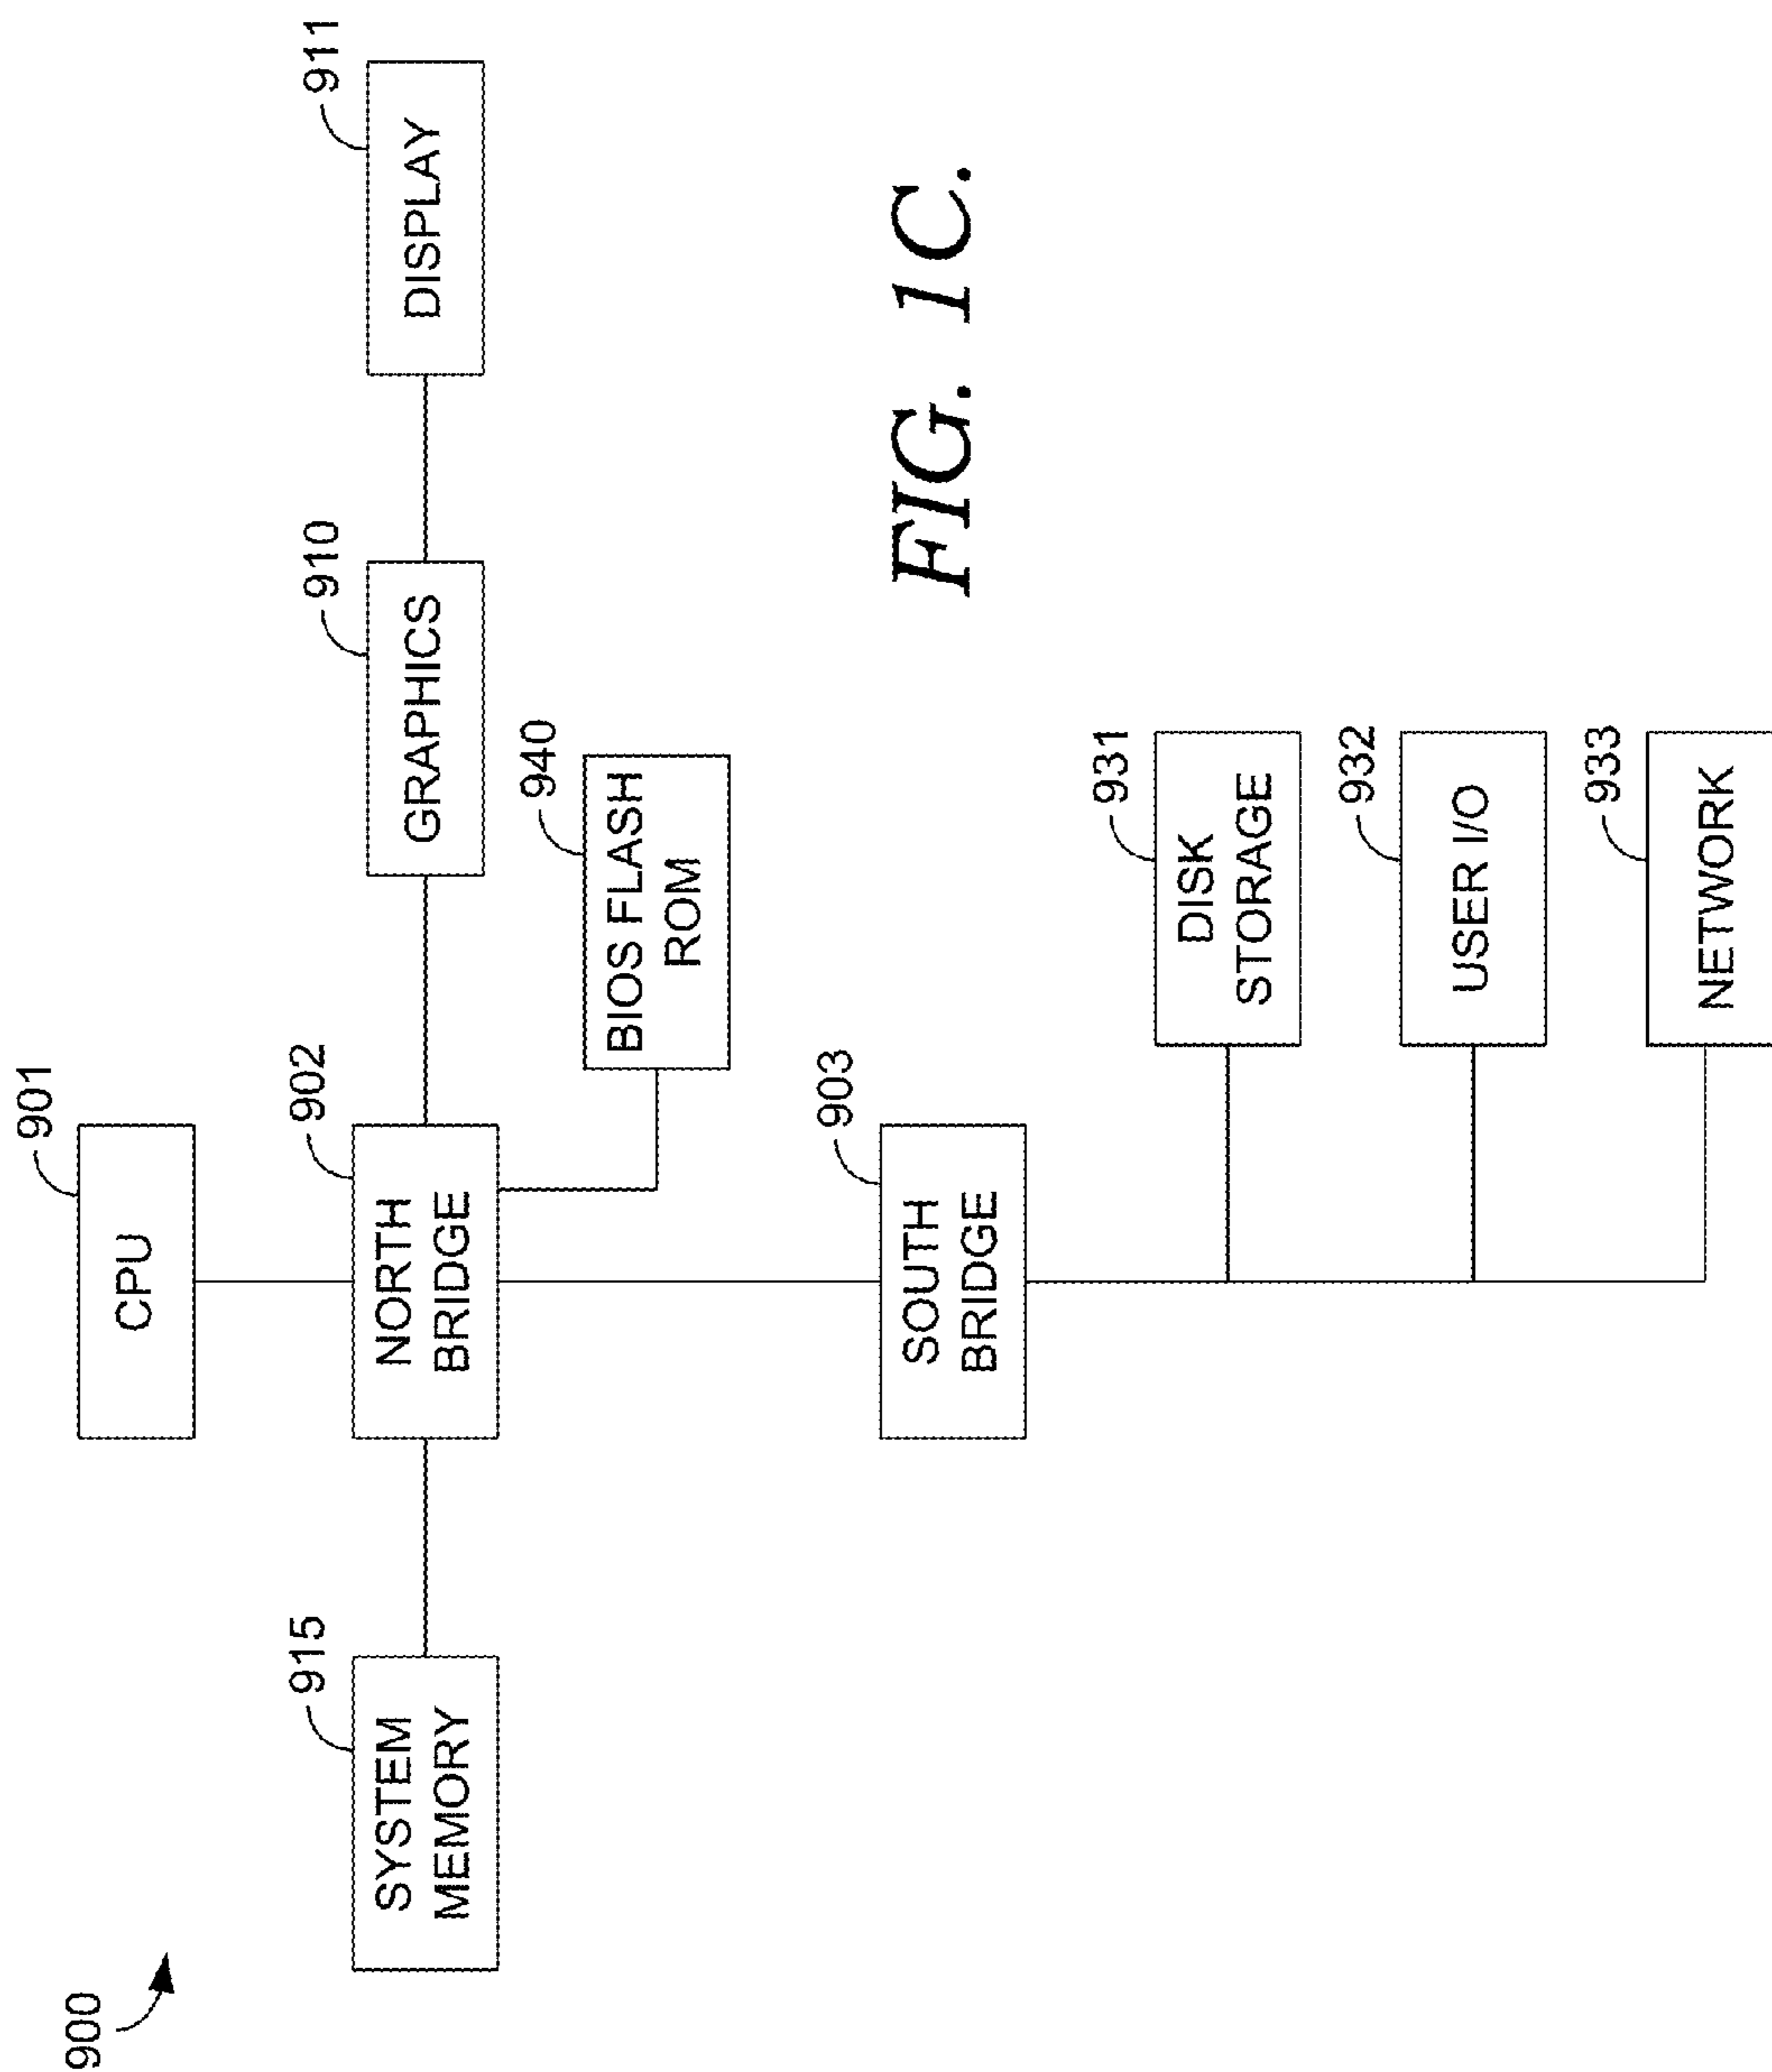 900
901
CPU
915
SYSTEM
MEMORY
902
NORTH
BRIDGE
910
GRAPHICS
911
DISPLAY
940
BIOS FLASH
ROM
903
SOUTH
BRIDGE
931
DISK
STORAGE
932
USER I/O
933
NETWORK
FIG. 1C.